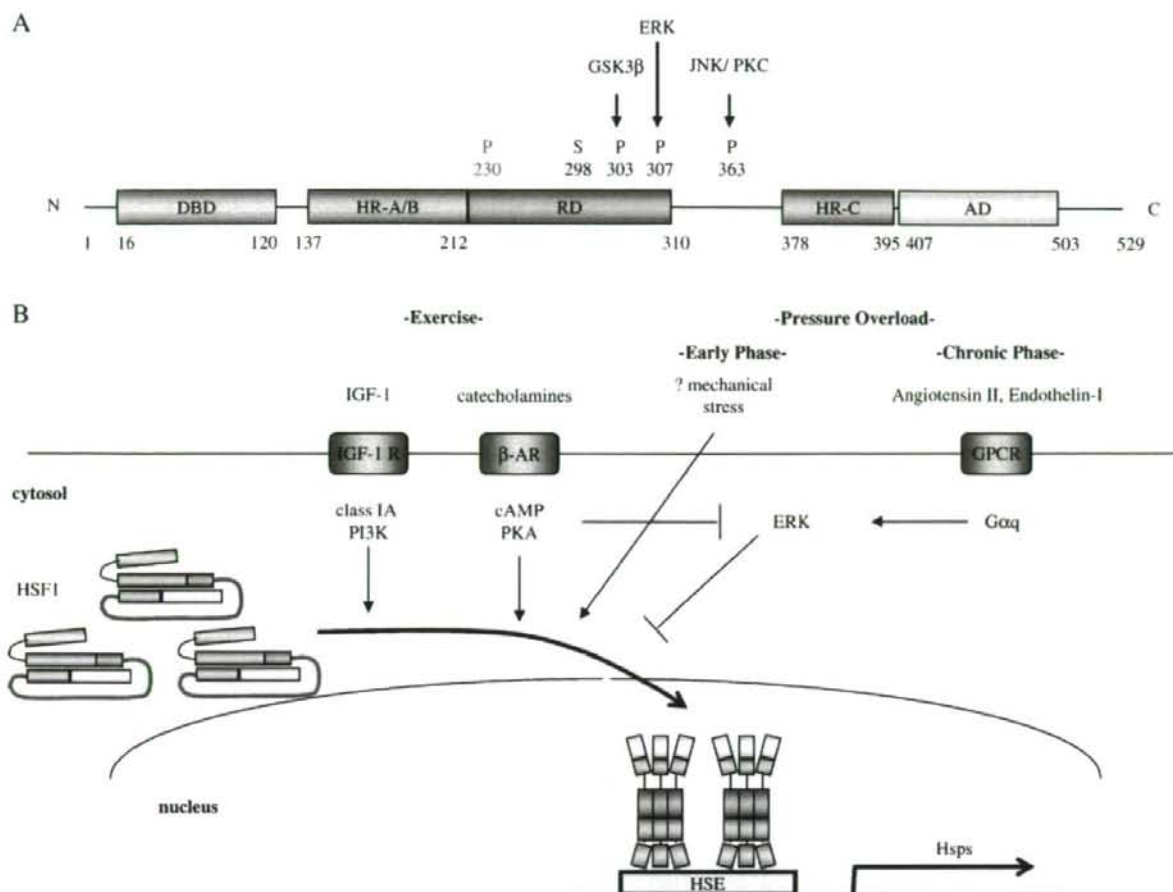 A
ERK
GSK3β JNK/ PKC
P S P P P
230 298 303 307 363
N DBD HR-A/B RD HR-C AD C
1 16 120 137 212 310 378 395 407 503 529
B
-Exercise- -Pressure Overload-
-Early Phase- -Chronic Phase-
IGF-1 catecholamines ? mechanical stress Angiotensin II, Endothelin-I
IGF-1 R β-AR GPCR
cytosol
class IA cAMP
PI3K PKA ERK Gαq
HSF1
nucleus
Hsps
HSE